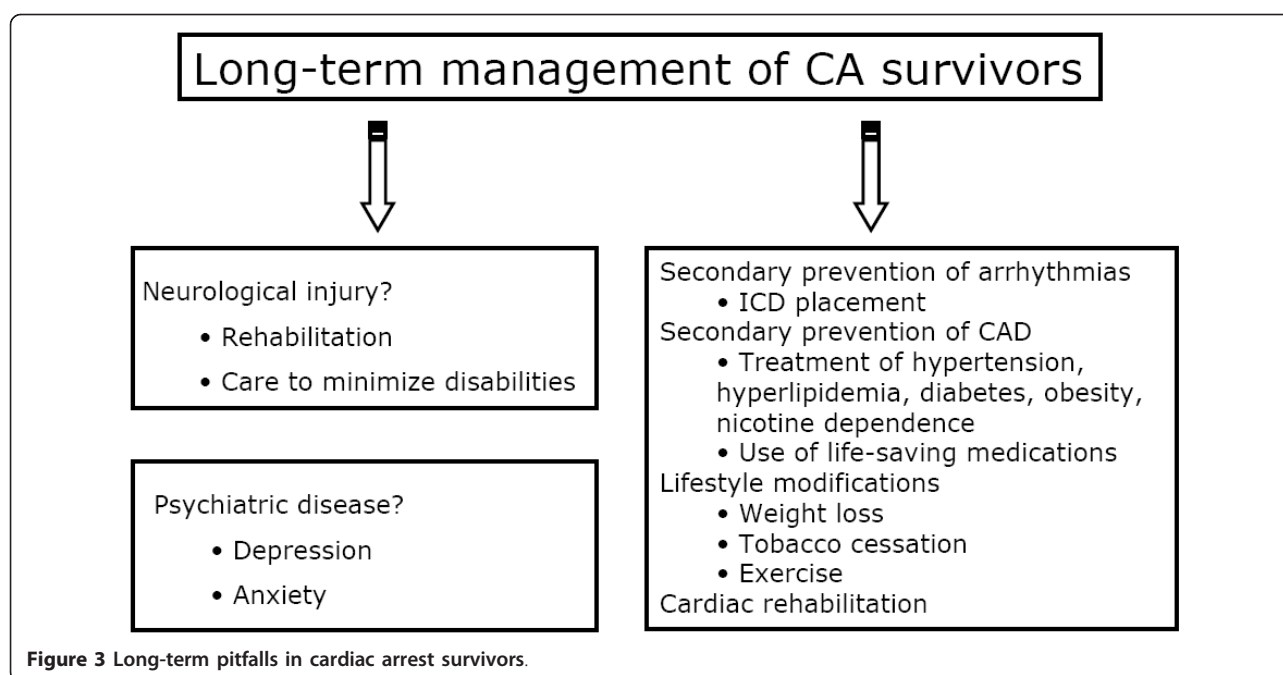 Long-term management of CA survivors
Neurological injury?
• Rehabilitation
• Care to minimize disabilities
Psychiatric disease?
• Depression
• Anxiety
Secondary prevention of arrhythmias
• ICD placement
Secondary prevention of CAD
• Treatment of hypertension,
hyperlipidemia, diabetes, obesity,
nicotine dependence
• Use of life-saving medications
Lifestyle modifications
• Weight loss
• Tobacco cessation
• Exercise
Cardiac rehabilitation
Figure 3 Long-term pitfalls in cardiac arrest survivors.